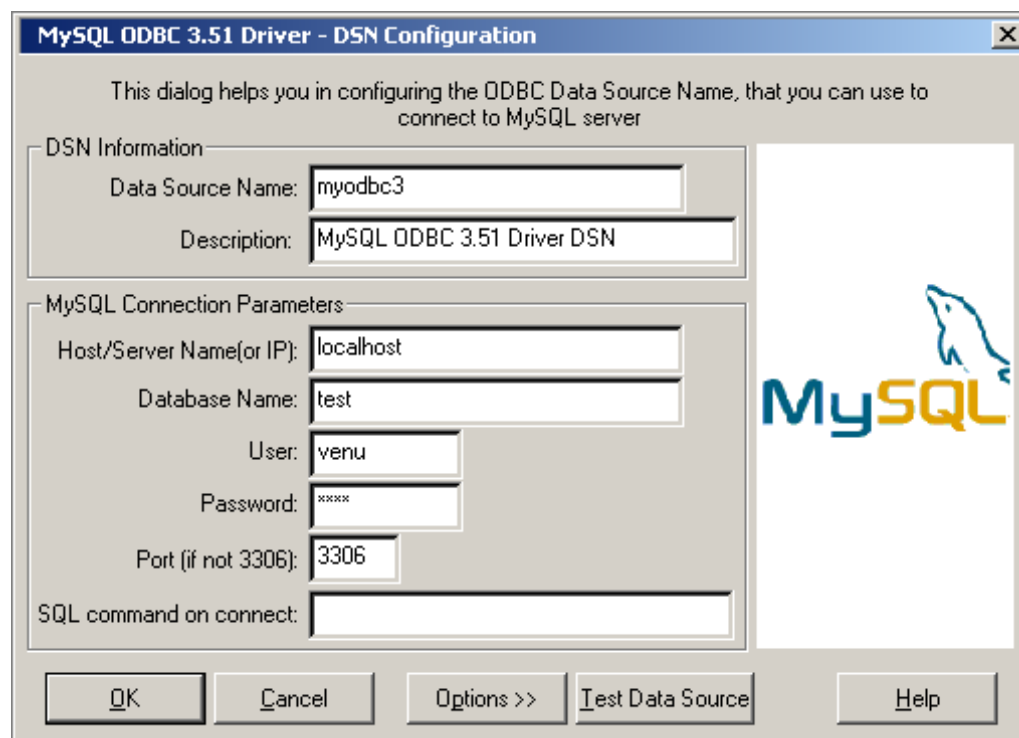 MySQL ODBC 3.51 Driver - DSN Configuration
This dialog helps you in configuring the ODBC Data Source Name, that you can use to
connect to MySQL server
DSN Information
Data Source Name: myodbc3
Description: MySQL ODBC 3.51 Driver DSN
MySQL Connection Parameters
Host/Server Name(or IP): localhost
Database Name: test
User: venu
Password: ****
Port (if not 3306): 3306
SQL command on connect:
MySQL
OK Cancel Options >> Test Data Source Help